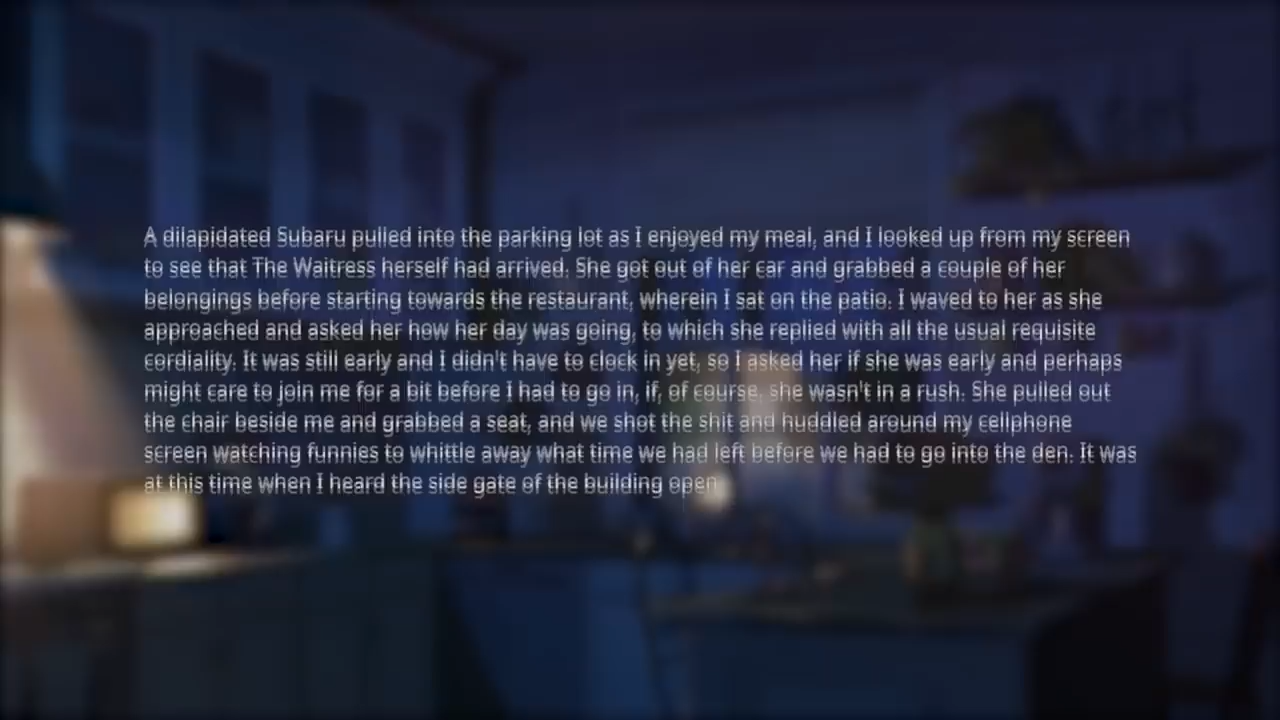 A dilapidated Subaru pulled into the parking lot as I enjoyed my meal, and I looked up from my screen
to see that The Waitress herself had arrived. She got out of her car and grabbed a couple of her
belongings before starting towards the restaurant, wherein I sat on the patio. I waved to her as she
approached and asked her how her day was going, to which she replied with all the usual requisite
cordiality. It was still early and I didn't have to clock in yet, so I asked her if she was early and perhaps
might care to join me for a bit before I had to go in, if, of course, she wasn't in a rush. She pulled out
the chair beside me and grabbed a seat, and we shot the shit and huddled around my cellphone
screen watching funnies to whittle away what time we had left before we had to go into the den. It was
at this time when I heard the side gate of the building open